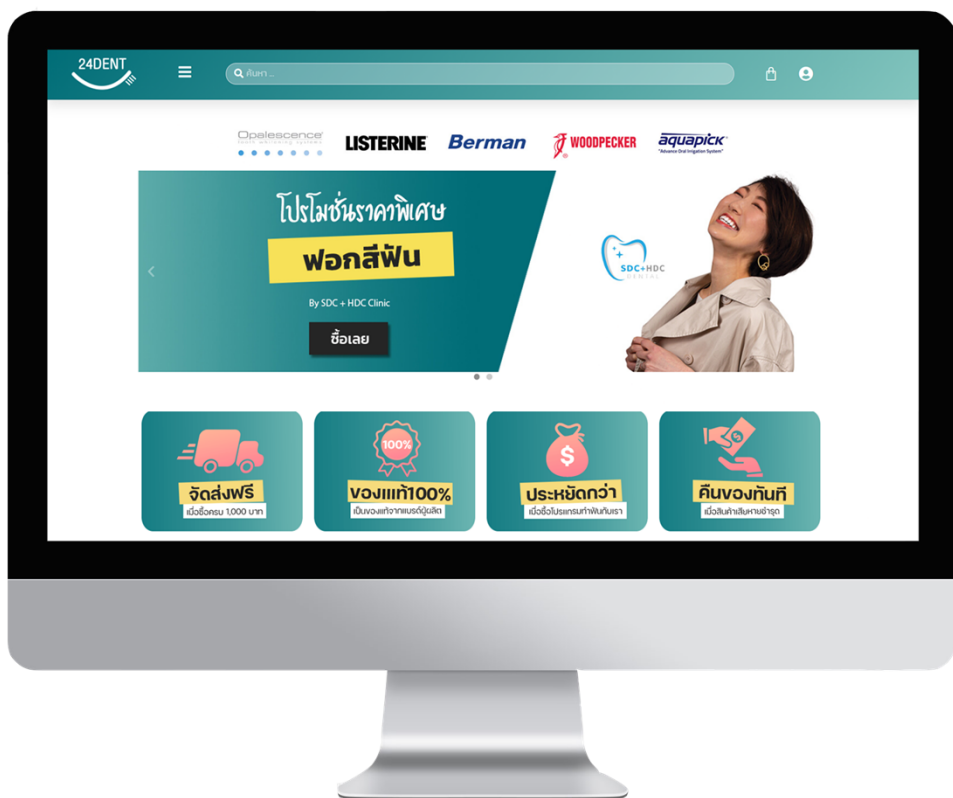 24DENT
ค้นหา ...
Opalescence
tooth whitening systems
LISTERINE
Berman
WOODPECKER
aquapick
"Advance Oral Irrigation System"
โปรโมชั่นราคาพิเศษ
ฟอกสีฟัน
By SDC + HDC Clinic
ซื้อเลย
SDC+HDC
DENTAL
100%
$
$
จัดส่งฟรี
เมื่อซื้อครบ 1,000 บาท
ของแแท้100%
เป็นของแท้จากแบรด์ผู้ผลิต
ประหยัดกว่า
เมื่อซื้อโปรแกรมทำฟันกับเรา
คืนของทันที
เมื่อสินค้าเสียหายชำรุด